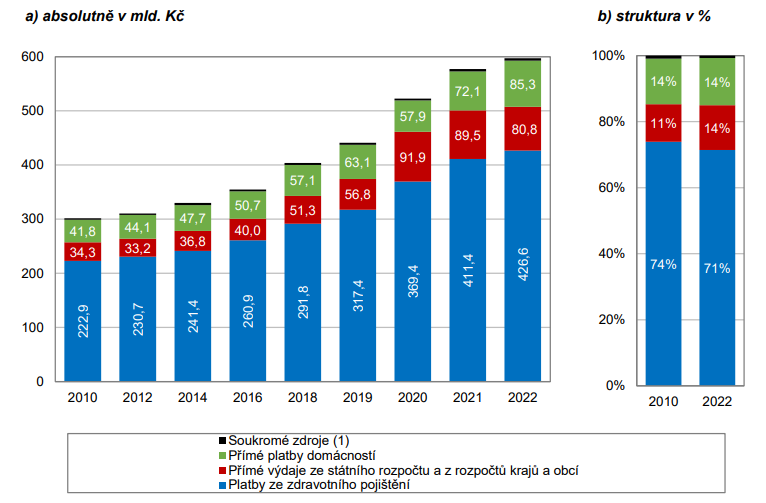 a) absolutně v mld. Kč
b) struktura v %
600
500
400
300
200
100
0
41,8 44,1 47,7 50,7 57,1 63,1 57,9 72,1 85,3
34,3 33,2 36,8 40,0 51,3 56,8 91,9 89,5 80,8
222,9 230,7 241,4 260,9 291,8 317,4 369,4 411,4 426,6
2010 2012 2014 2016 2018 2019 2020 2021 2022
100%
80%
60%
40%
20%
0%
14% 14%
11% 14%
74% 71%
2010 2022
Soukromé zdroje (1)
Přímé platby domácností
Přímé výdaje ze státního rozpočtu a z rozpočtů krajů a obcí
Platby ze zdravotního pojištění